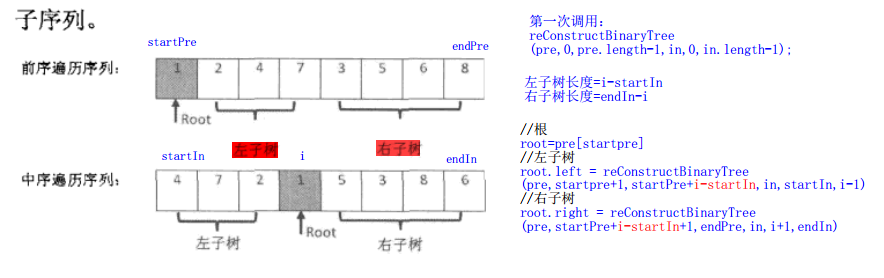 子序列。
startPre
endPre
前序遍历序列:
1 2 4 7 3 5 6 8
Root
左子树
右子树
startIn
i
endIn
中序遍历序列:
4 7 2 1 5 3 8 6
左子树
Root
右子树
第一次调用:
reConstructBinaryTree
(pre,0,pre.length-1,in,0,in.length-1);
左子树长度=i-startIn
右子树长度=endIn-i
//根
root=pre[startpre]
//左子树
root.left = reConstructBinaryTree
(pre,startpre+1,startPre+i-startIn,in,startIn,i-1)
//右子树
root.right = reConstructBinaryTree
(pre,startPre+i-startIn+1,endPre,in,i+1,endIn)